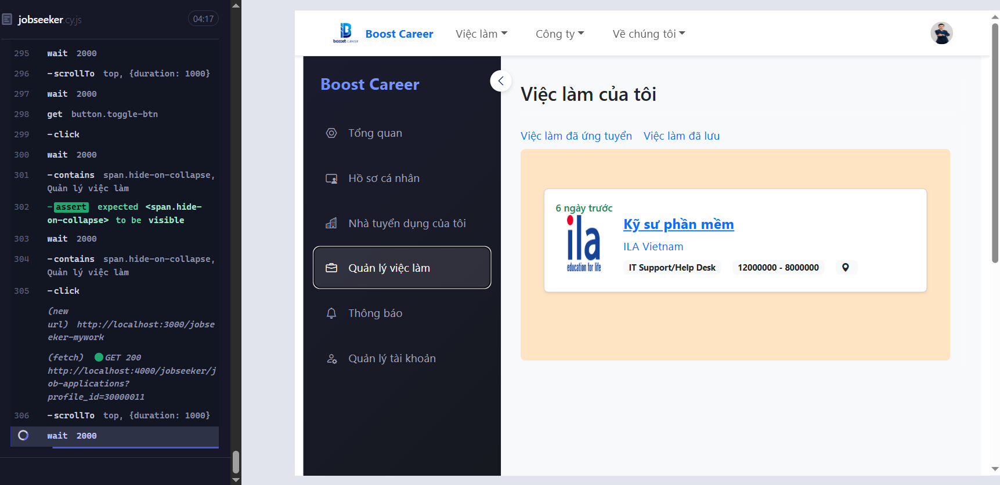 jobseeker.cy.js
04:17
295 wait 2000
296 -scrollTo top, {duration: 1000}
297 wait 2000
298 get button.toggle-btn
299 -click
300 wait 2000
301 -contains span.hide-on-collapse,
Quản lý việc làm
302 -assert expected <span.hide-
on-collapse> to be visible
303 wait 2000
304 -contains span.hide-on-collapse,
Quản lý việc làm
305 -click
(new
url) http://localhost:3000/jobse
eker-mywork
(fetch) GET 200
http://localhost:4000/jobseeker/j
ob-applications?
profile_id=30000011
306 -scrollTo top, {duration: 1000}
wait 2000
booost career
Boost Career
Việc làm
Công ty
Về chúng tôi
Boost Career
Tổng quan
Hồ sơ cá nhân
Nhà tuyển dụng của tôi
Quản lý việc làm
Thông báo
Quản lý tài khoản
Việc làm của tôi
Việc làm đã ứng tuyển Việc làm đã lưu
6 ngày trước
ila
education for life
Kỹ sư phần mềm
ILA Vietnam
IT Support/Help Desk 12000000 - 8000000